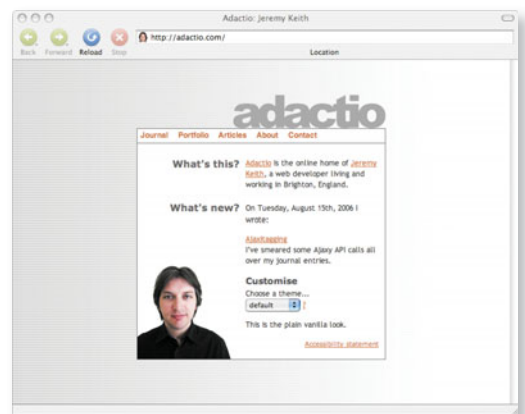 Adactio: Jeremy Keith
http://adactio.com/
Back Forward Reload Stop Location
adactio
Journal Portfolio Articles About Contact
What's this? Adactio is the online home of Jeremy
Keith, a web developer living and
working in Brighton, England.
What's new? On Tuesday, August 15th, 2006 I
wrote:
Ajaxitagging
I've smeared some Ajaxy API calls all
over my journal entries.
Customise
Choose a theme...
default
This is the plain vanilla look.
Accessibility statement